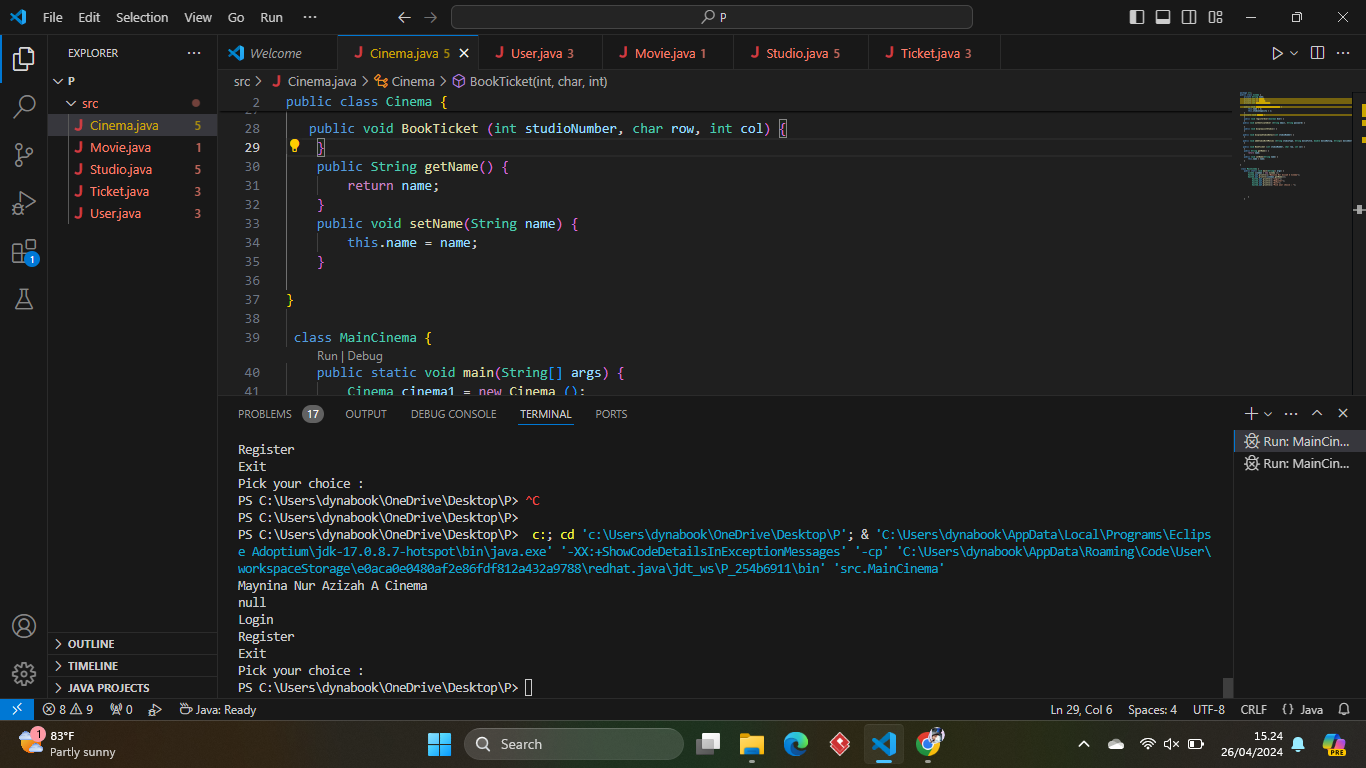 File Edit Selection View Go Run ··· P
EXPLORER ···
Welcome Cinema.java 5 User.java 3 Movie.java 1 Studio.java 5 Ticket.java 3
P
src
Cinema.java 5
Movie.java 1
Studio.java 5
Ticket.java 3
User.java 3
OUTLINE
TIMELINE
JAVA PROJECTS
1
src > Cinema.java > Cinema > BookTicket(int, char, int)
2 public class Cinema {
28 public void BookTicket (int studioNumber, char row, int col) {
29 }
30 public String getName() {
31 return name;
32 }
33 public void setName(String name) {
34 this.name = name;
35 }
36
37 }
38
39 class MainCinema {
Run | Debug
40 public static void main(String[] args) {
41 Cinema cinema1 = new Cinema ();
PROBLEMS 17 OUTPUT DEBUG CONSOLE TERMINAL PORTS
Register
Exit
Pick your choice :
PS C:\Users\dynabook\OneDrive\Desktop\P> ^C
PS C:\Users\dynabook\OneDrive\Desktop\P>
PS C:\Users\dynabook\OneDrive\Desktop\P> c:; cd 'c:\Users\dynabook\OneDrive\Desktop\P'; & 'C:\Users\dynabook\AppData\Local\Programs\Eclips
e Adoptium\jdk-17.0.8.7-hotspot\bin\java.exe' '-XX:+ShowCodeDetailsInExceptionMessages' '-cp' 'C:\Users\dynabook\AppData\Roaming\Code\User\
workspaceStorage\e0aca0e0480af2e86fdf812a432a9788\redhat.java\jdt_ws\P_254b6911\bin' 'src.MainCinema'
Maynina Nur Azizah A Cinema
null
Login
Register
Exit
Pick your choice :
PS C:\Users\dynabook\OneDrive\Desktop\P>
Run: MainCin...
Run: MainCin...
8 9 0 Java: Ready Ln 29, Col 6 Spaces: 4 UTF-8 CRLF {} Java
1
83°F
Partly sunny
Search
PRE
15.24
26/04/2024